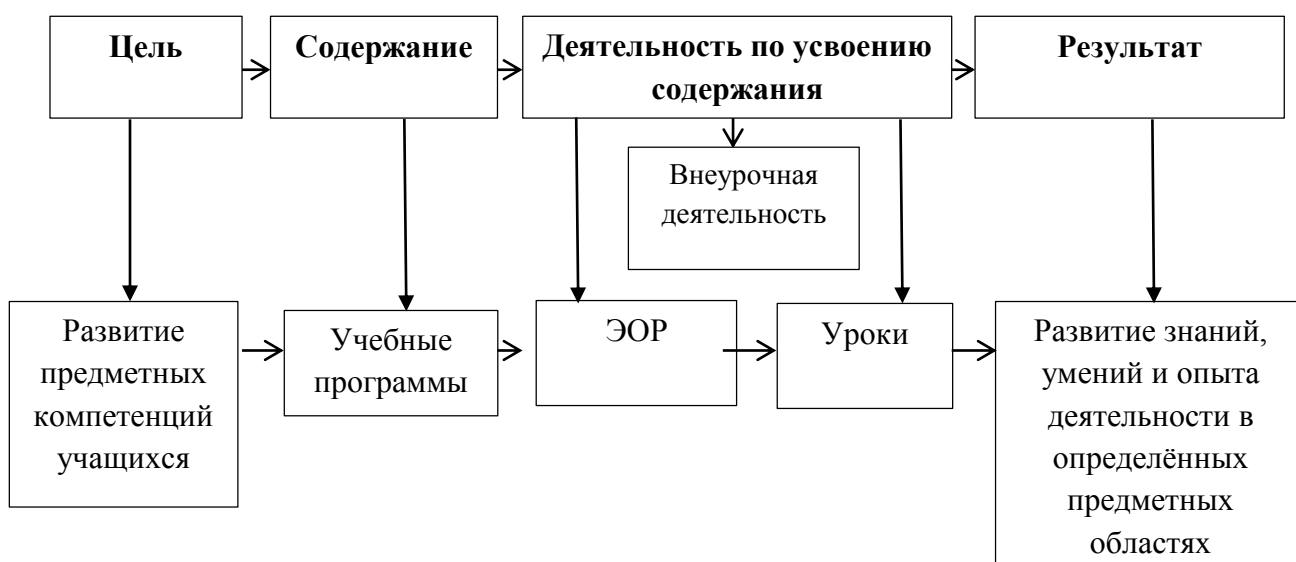 Цель
Содержание
Деятельность по усвоению
содержания
Результат
Внеурочная
деятельность
Развитие
предметных
компетенций
учащихся
Учебные
программы
ЭОР
Уроки
Развитие знаний,
умений и опыта
деятельности в
определённых
предметных
областях